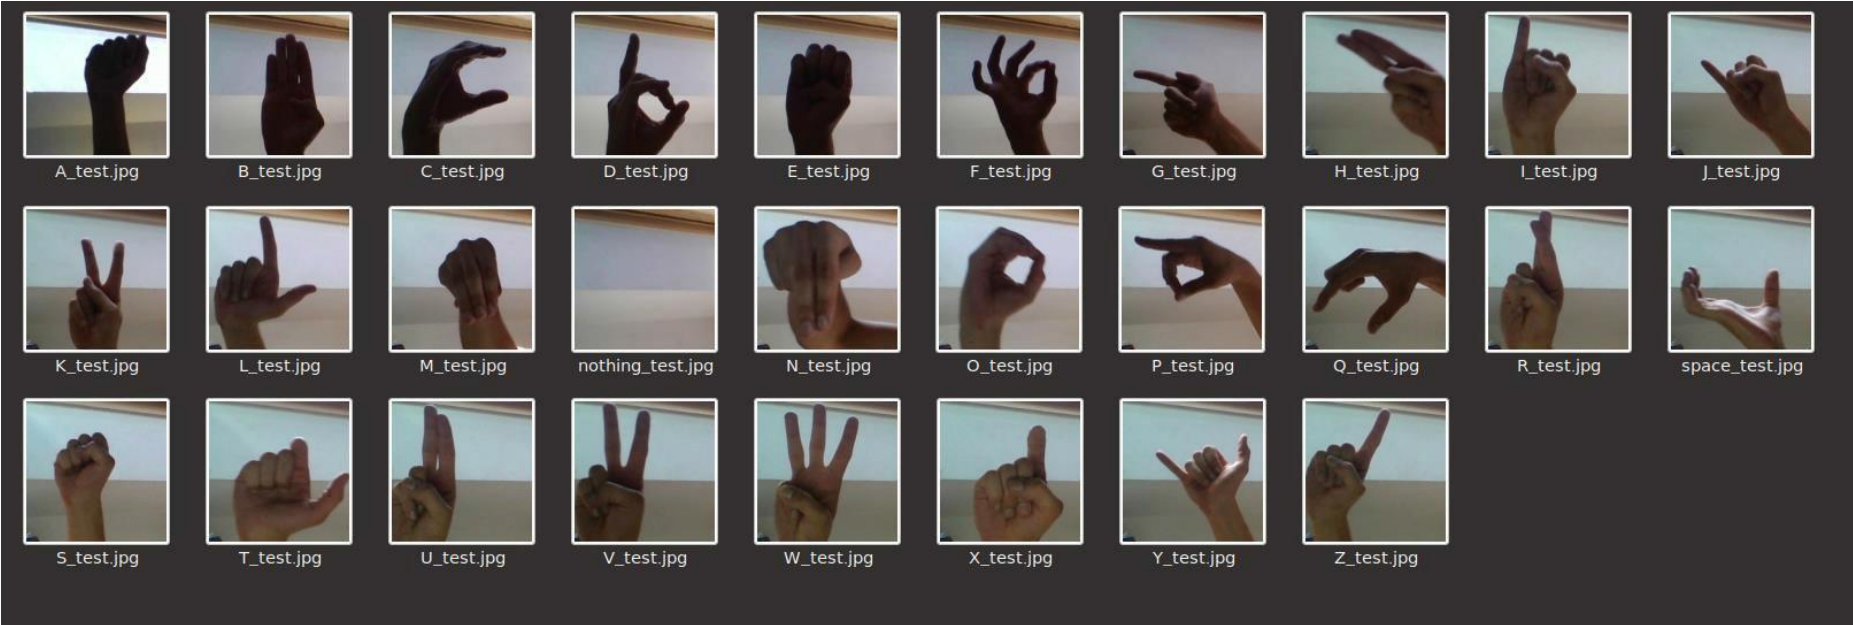 A_test.jpg B_test.jpg C_test.jpg D_test.jpg E_test.jpg F_test.jpg G_test.jpg H_test.jpg I_test.jpg J_test.jpg
K_test.jpg L_test.jpg M_test.jpg nothing_test.jpg N_test.jpg O_test.jpg P_test.jpg Q_test.jpg R_test.jpg space_test.jpg
S_test.jpg T_test.jpg U_test.jpg V_test.jpg W_test.jpg X_test.jpg Y_test.jpg Z_test.jpg